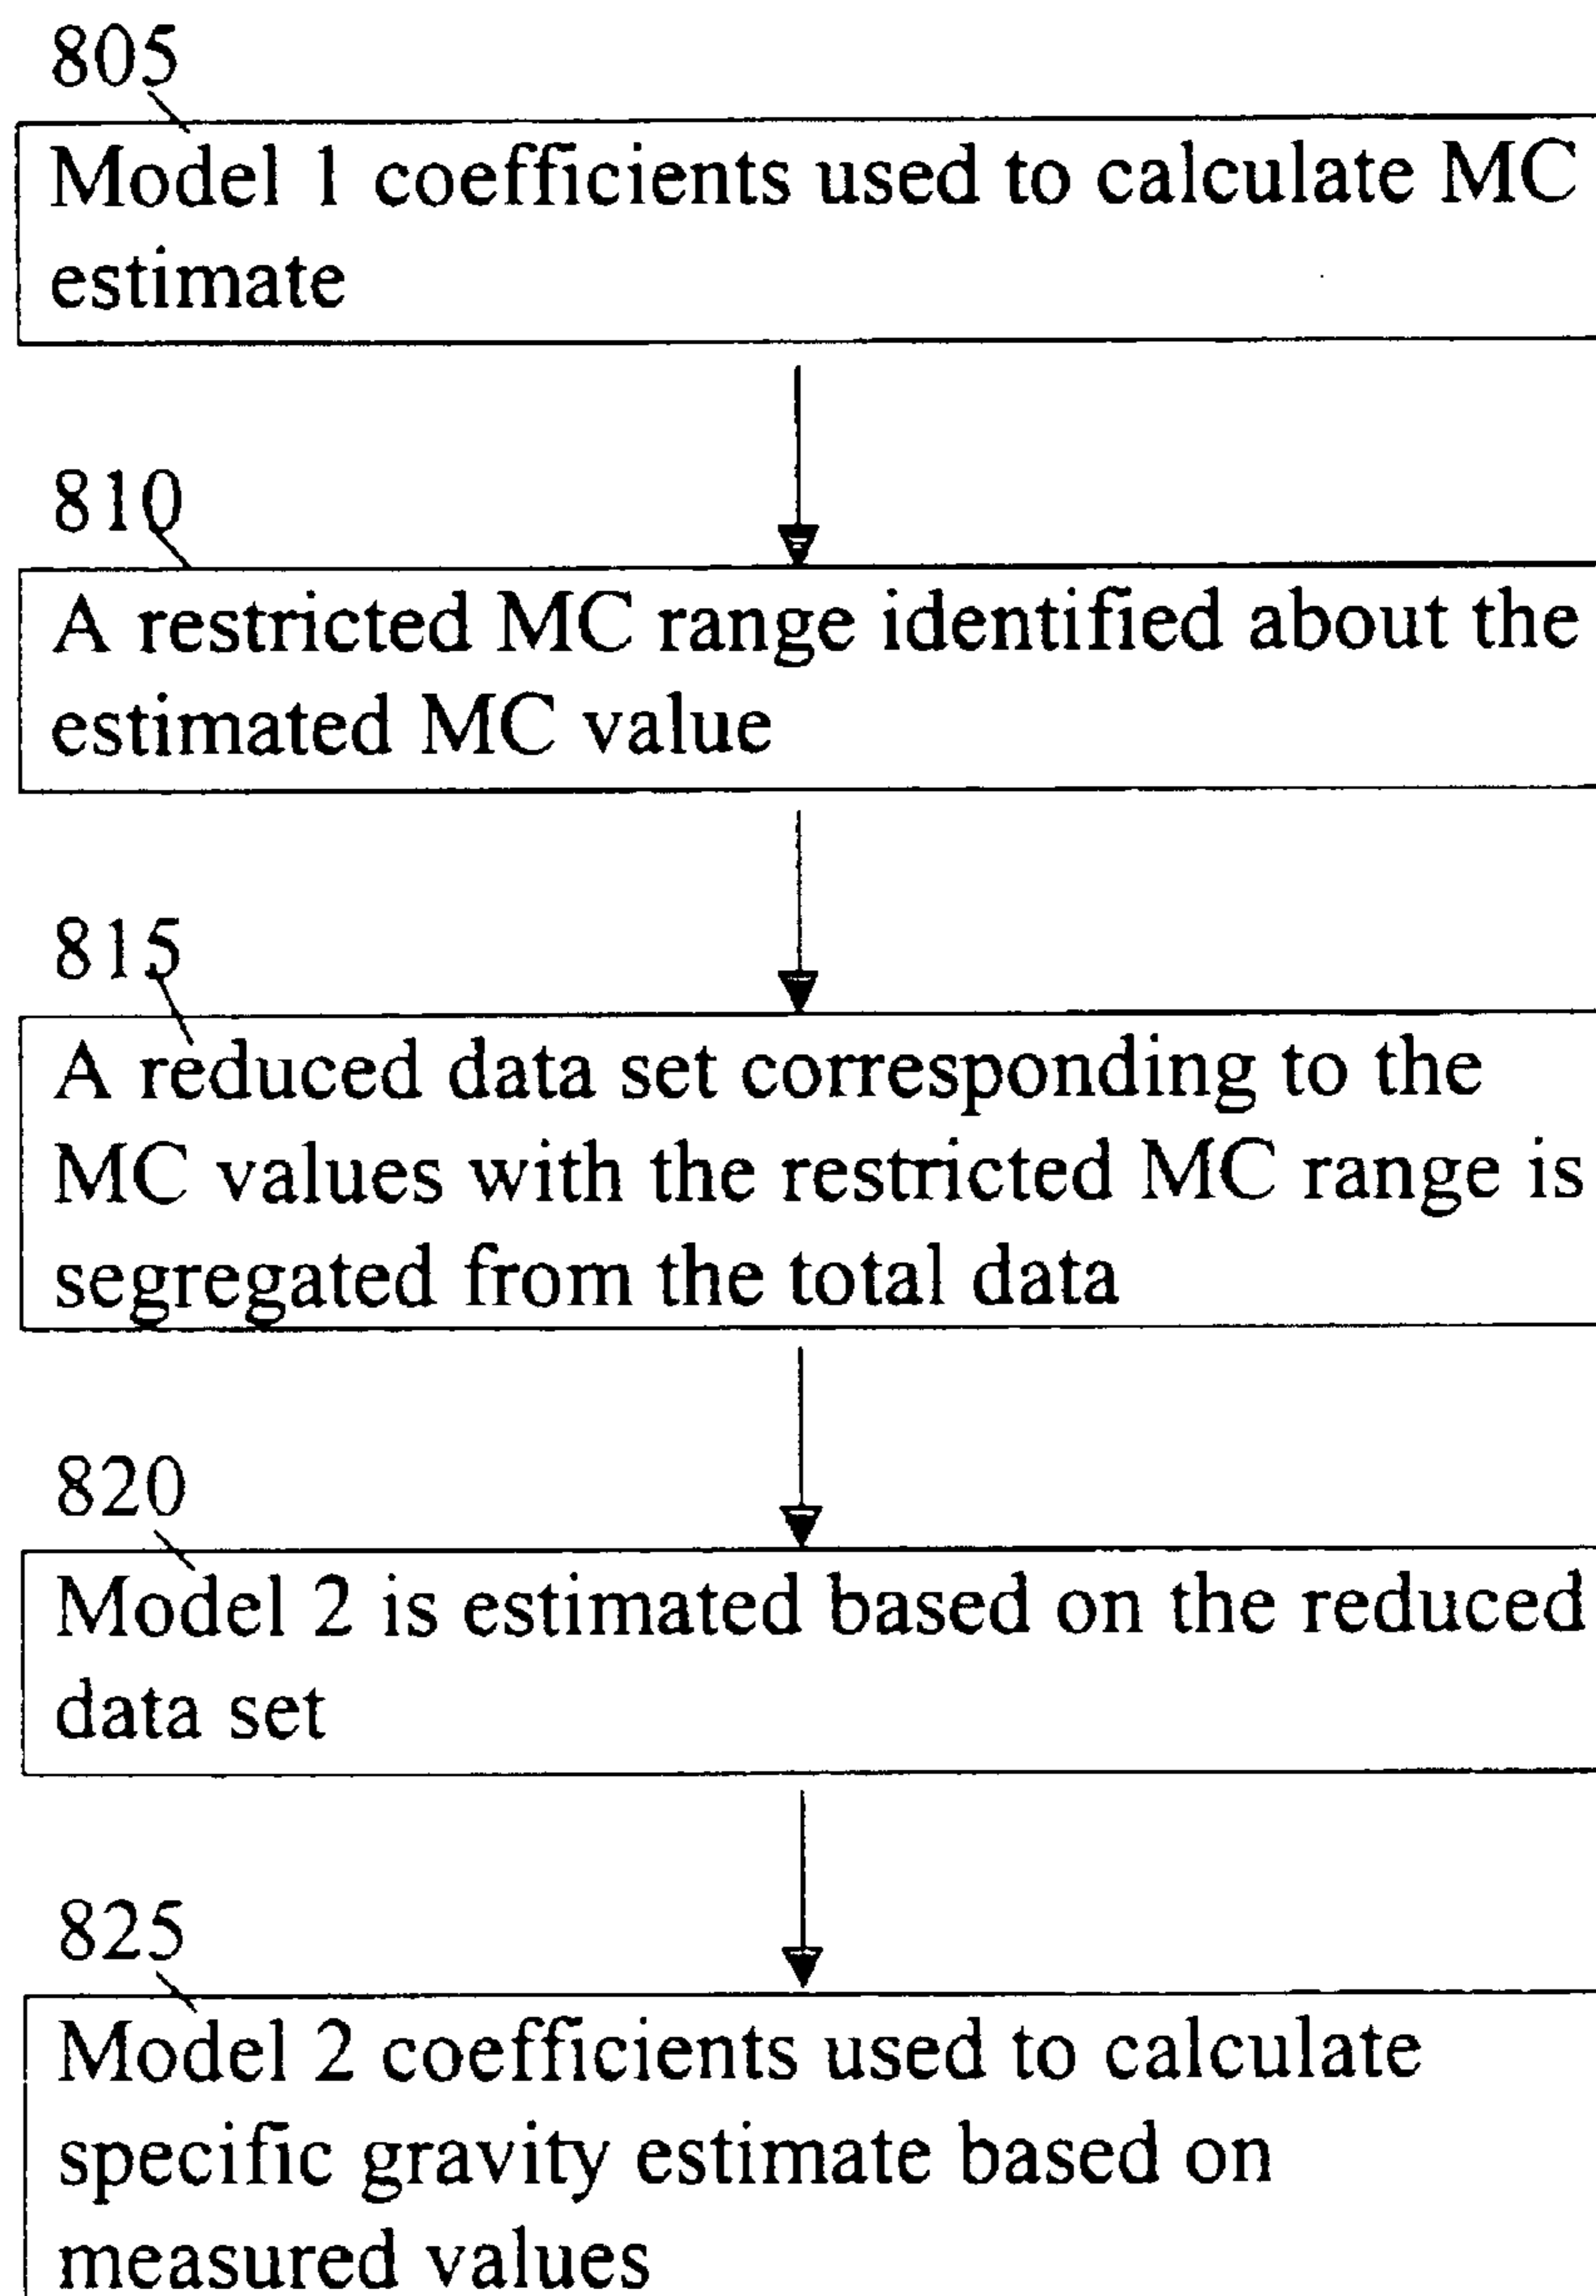 805
Model 1 coefficients used to calculate MC
estimate
810
A restricted MC range identified about the
estimated MC value
815
A reduced data set corresponding to the
MC values with the restricted MC range is
segregated from the total data
820
Model 2 is estimated based on the reduced
data set
825
Model 2 coefficients used to calculate
specific gravity estimate based on
measured values